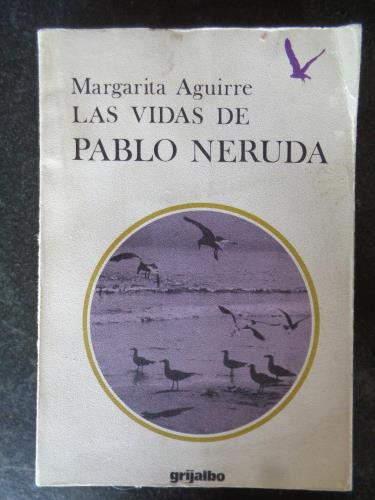 Margarita Aguirre
LAS VIDAS DE
PABLO NERUDA
grijalbo